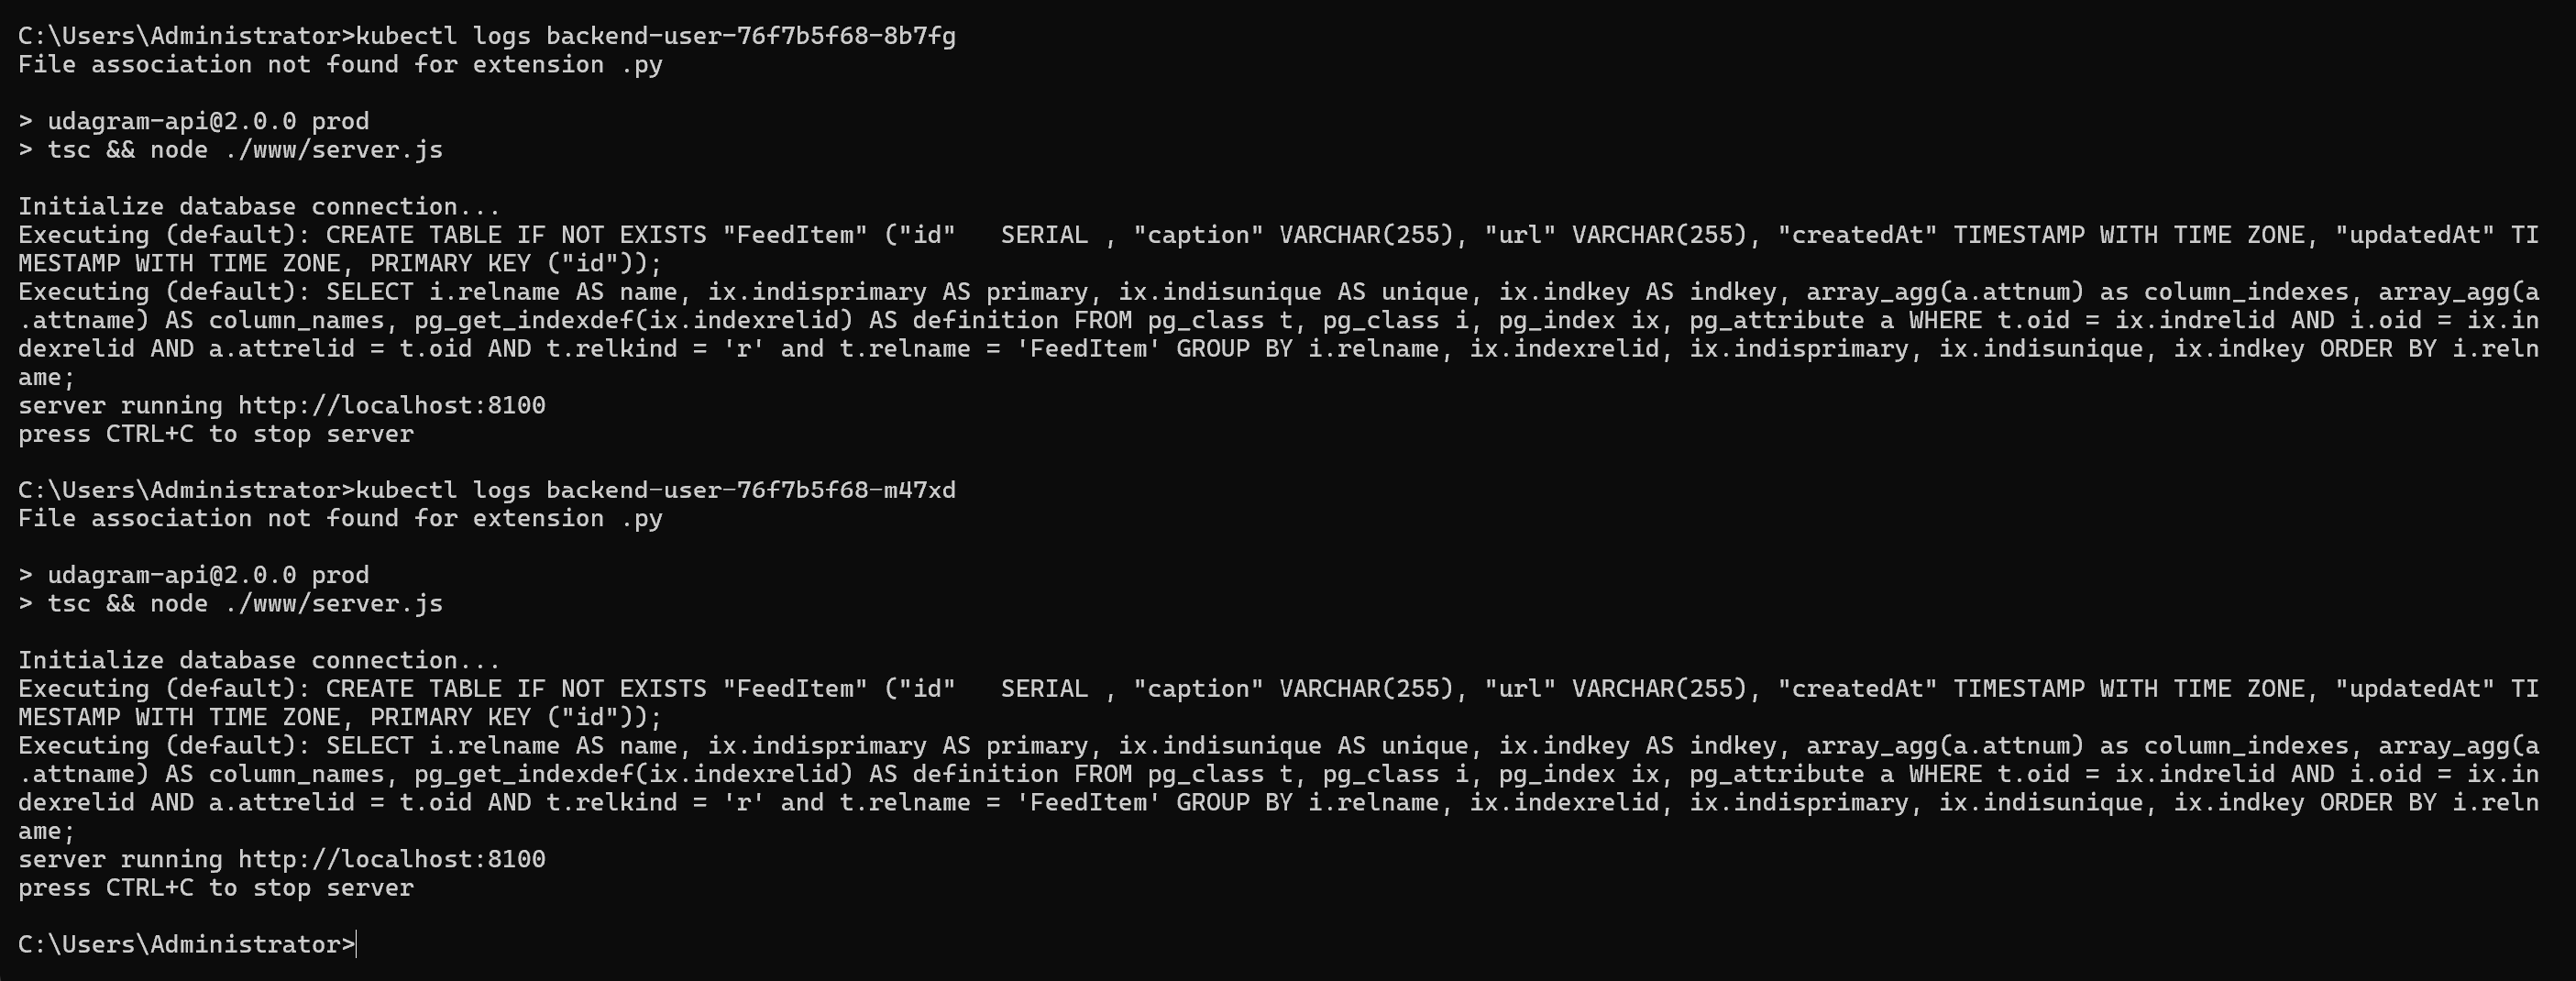 C:\Users\Administrator>kubectl logs backend-user-76f7b5f68-8b7fg
File association not found for extension .py
> udagram-api@2.0.0 prod
> tsc && node ./www/server.js
Initialize database connection...
Executing (default): CREATE TABLE IF NOT EXISTS "FeedItem" ("id"   SERIAL , "caption" VARCHAR(255), "url" VARCHAR(255), "createdAt" TIMESTAMP WITH TIME ZONE, "updatedAt" TI
MESTAMP WITH TIME ZONE, PRIMARY KEY ("id"));
Executing (default): SELECT i.relname AS name, ix.indisprimary AS primary, ix.indisunique AS unique, ix.indkey AS indkey, array_agg(a.attnum) as column_indexes, array_agg(a
.attname) AS column_names, pg_get_indexdef(ix.indexrelid) AS definition FROM pg_class t, pg_class i, pg_index ix, pg_attribute a WHERE t.oid = ix.indrelid AND i.oid = ix.in
dexrelid AND a.attrelid = t.oid AND t.relkind = 'r' and t.relname = 'FeedItem' GROUP BY i.relname, ix.indexrelid, ix.indisprimary, ix.indisunique, ix.indkey ORDER BY i.reln
ame;
server running http://localhost:8100
press CTRL+C to stop server
C:\Users\Administrator>kubectl logs backend-user-76f7b5f68-m47xd
File association not found for extension .py
> udagram-api@2.0.0 prod
> tsc && node ./www/server.js
Initialize database connection...
Executing (default): CREATE TABLE IF NOT EXISTS "FeedItem" ("id"   SERIAL , "caption" VARCHAR(255), "url" VARCHAR(255), "createdAt" TIMESTAMP WITH TIME ZONE, "updatedAt" TI
MESTAMP WITH TIME ZONE, PRIMARY KEY ("id"));
Executing (default): SELECT i.relname AS name, ix.indisprimary AS primary, ix.indisunique AS unique, ix.indkey AS indkey, array_agg(a.attnum) as column_indexes, array_agg(a
.attname) AS column_names, pg_get_indexdef(ix.indexrelid) AS definition FROM pg_class t, pg_class i, pg_index ix, pg_attribute a WHERE t.oid = ix.indrelid AND i.oid = ix.in
dexrelid AND a.attrelid = t.oid AND t.relkind = 'r' and t.relname = 'FeedItem' GROUP BY i.relname, ix.indexrelid, ix.indisprimary, ix.indisunique, ix.indkey ORDER BY i.reln
ame;
server running http://localhost:8100
press CTRL+C to stop server
C:\Users\Administrator>